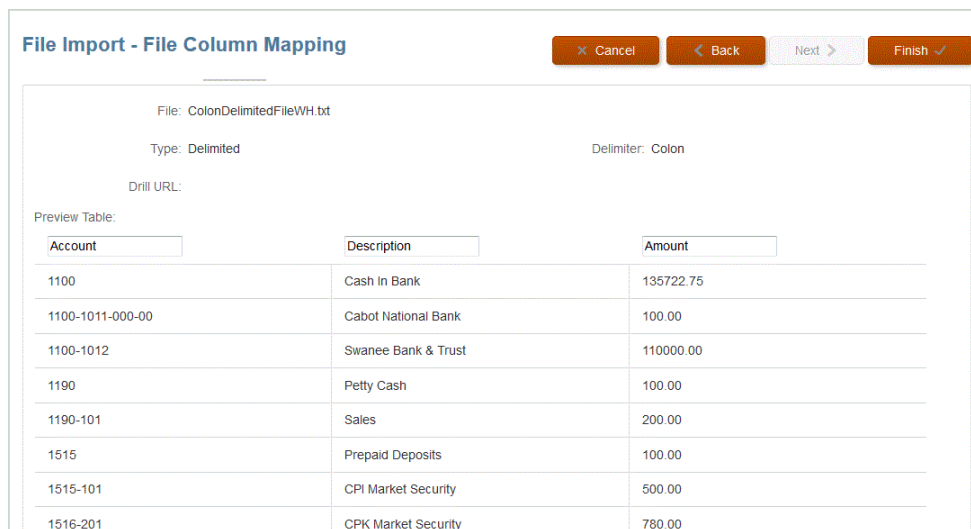 File Import - File Column Mapping
Cancel Back Next Finish
File: ColonDelimitedFileWH.txt
Type: Delimited Delimiter: Colon
Drill URL:
Preview Table:
Account Description Amount
1100 Cash In Bank 135722.75
1100-1011-000-00 Cabot National Bank 100.00
1100-1012 Swanee Bank & Trust 110000.00
1190 Petty Cash 100.00
1190-101 Sales 200.00
1515 Prepaid Deposits 100.00
1515-101 CPI Market Security 500.00
1516-201 CPK Market Security 780.00